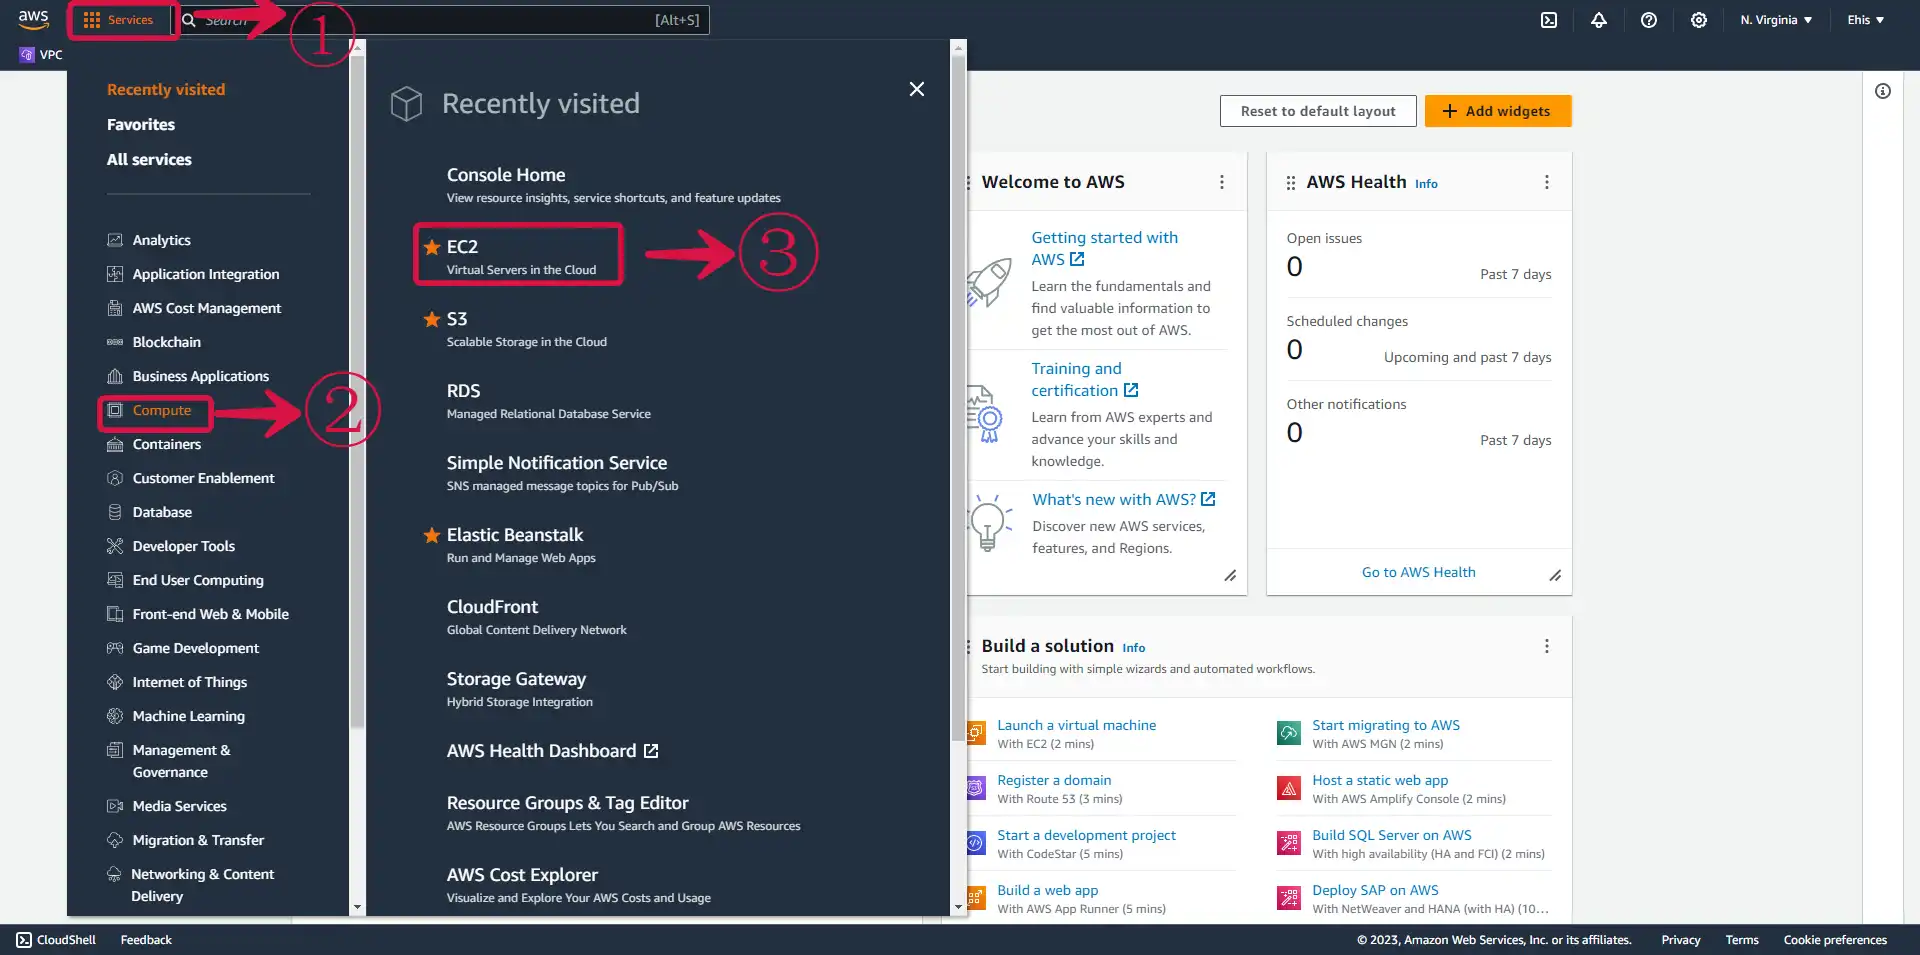 aws
Services
Search
[Alt+S]
N. Virginia
Ehis
VPC
①
Recently visited
Favorites
All services
Analytics
Application Integration
AWS Cost Management
Blockchain
Business Applications
Compute
②
Containers
Customer Enablement
Database
Developer Tools
End User Computing
Front-end Web & Mobile
Game Development
Internet of Things
Machine Learning
Management &
Governance
Media Services
Migration & Transfer
Networking & Content
Delivery
Recently visited
Console Home
View resource insights, service shortcuts, and feature updates
EC2
Virtual Servers in the Cloud
③
S3
Scalable Storage in the Cloud
RDS
Managed Relational Database Service
Simple Notification Service
SNS managed message topics for Pub/Sub
Elastic Beanstalk
Run and Manage Web Apps
CloudFront
Global Content Delivery Network
Storage Gateway
Hybrid Storage Integration
AWS Health Dashboard
Resource Groups & Tag Editor
AWS Resource Groups Lets You Search and Group AWS Resources
AWS Cost Explorer
Visualize and Explore Your AWS Costs and Usage
Reset to default layout
+ Add widgets
Welcome to AWS
Getting started with
AWS
Learn the fundamentals and
find valuable information to
get the most out of AWS.
Training and
certification
Learn from AWS experts and
advance your skills and
knowledge.
What's new with AWS?
Discover new AWS services,
features, and Regions.
AWS Health Info
Open issues
0
Past 7 days
Scheduled changes
0
Upcoming and past 7 days
Other notifications
0
Past 7 days
Go to AWS Health
Build a solution Info
Start building with simple wizards and automated workflows.
Launch a virtual machine
With EC2 (2 mins)
Start migrating to AWS
With AWS MGN (2 mins)
Register a domain
With Route 53 (3 mins)
Host a static web app
With AWS Amplify Console (2 mins)
Start a development project
With CodeStar (5 mins)
Build SQL Server on AWS
With high availability (HA and FCI) (2 mins)
Build a web app
With AWS App Runner (5 mins)
Deploy SAP on AWS
With NetWeaver and HANA (with HA) (10...
CloudShell
Feedback
© 2023, Amazon Web Services, Inc. or its affiliates.
Privacy
Terms
Cookie preferences